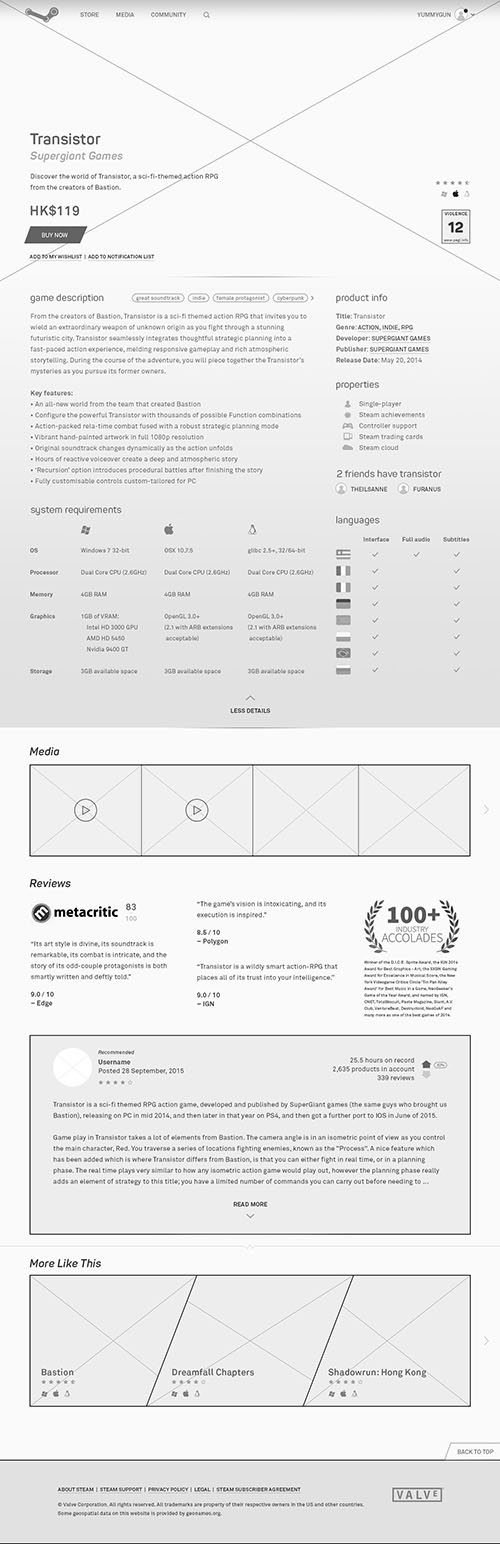 STORE MEDIA COMMUNITY YUMMYGUN
Transistor
Supergiant Games
Discover the world of Transistor, a sci-fi-themed action RPG
from the creators of Bastion.
HK$119
BUY NOW
ADD TO MY WISHLIST | ADD TO NOTIFICATION LIST
VIOLENCE
12
www.pegi.info
game description great soundtrack indie female protagonist cyberpunk
From the creators of Bastion, Transistor is a sci-fi themed action RPG that invites you to
wield an extraordinary weapon of unknown origin as you fight through a stunning
futuristic city. Transistor seamlessly integrates thoughtful strategic planning into a
fast-paced action experience, melding responsive gameplay and rich atmospheric
storytelling. During the course of the adventure, you will piece together the Transistor's
mysteries as you pursue its former owners.
Key features:
• An all-new world from the team that created Bastion
• Configure the powerful Transistor with thousands of possible Function combinations
• Action-packed rela-time combat fused with a robust strategic planning mode
• Vibrant hand-painted artwork in full 1080p resolution
• Original soundtrack changes dynamically as the action unfolds
• Hours of reactive voiceover create a deep and atmospheric story
• 'Recursion' option introduces procedural battles after finishing the story
• Fully customisable controls custom-tailored for PC
product info
Title: Transistor
Genre: ACTION, INDIE, RPG
Developer: SUPERGIANT GAMES
Publisher: SUPERGIANT GAMES
Release Date: May 20, 2014
properties
Single-player
Steam achievements
Controller support
Steam trading cards
Steam cloud
2 friends have transistor
THEILSANNE FURANUS
system requirements
OS Windows 7 32-bit OSX 10.7.5 glibc 2.5+, 32/64-bit
Processor Dual Core CPU (2.6GHz) Dual Core CPU (2.6GHz) Dual Core CPU (2.6GHz)
Memory 4GB RAM 4GB RAM 4GB RAM
Graphics 1GB of VRAM: OpenGL 3.0+ OpenGL 3.0+
Intel HD 3000 GPU (2.1 with ARB extensions (2.1 with ARB extensions
AMD HD 5450 acceptable) acceptable)
Nvidia 9400 GT
Storage 3GB available space 3GB available space 3GB available space
languages
Interface Full audio Subtitles
LESS DETAILS
Media
Reviews
metacritic 83
100
"Its art style is divine, its soundtrack is
remarkable, its combat is intricate, and the
story of its odd-couple protagonists is both
smartly written and deftly told."
9.0 / 10
– Edge
"The game's vision is intoxicating, and its
execution is inspired."
8.5 / 10
– Polygon
"Transistor is a wildly smart action-RPG that
places all of its trust into your intelligence."
9.0 / 10
– IGN
100+
INDUSTRY
ACCOLADES
Winner of the D.I.C.E. Sprite Award, the IGN 2014
Award for Best Graphics - Art, the SXSW Gaming
Award for Excellence in Musical Score, the New
York Videogame Critics Circle 'Tin Pan Alley
Award' for Best Music in a Game, NeoSeeker's
Game of the Year Award, and named by IGN,
CNET, TotalBiscuit, Paste Magazine, Slant, A.V.
Club, VentureBeat, Destructoid, NeoGAF and
many more as one of the best games of 2014.
Recommended
Username
Posted 28 September, 2015
25.5 hours on record
2,635 products in account
339 reviews
Transistor is a sci-fi themed RPG action game, developed and published by SuperGiant games (the same guys who brought us
Bastion), releasing on PC in mid 2014, and then later in that year on PS4, and then got a further port to iOS in June of 2015.
Game play in Transistor takes a lot of elements from Bastion. The camera angle is in an isometric point of view as you control
the main character, Red. You traverse a series of locations fighting enemies, known as the "Process". A nice feature which
has been added which is where Transistor differs from Bastion, is that you can either fight in real time, or in a planning
phase. The real time plays very similar to how any isometric action game would play out, however the planning phase really
adds an element of strategy to this title; you have a limited number of commands you can carry out before needing to ...
READ MORE
More Like This
Bastion Dreamfall Chapters Shadowrun: Hong Kong
BACK TO TOP
ABOUT STEAM | STEAM SUPPORT | PRIVACY POLICY | LEGAL | STEAM SUBSCRIBER AGREEMENT
© Valve Corporation. All rights reserved. All trademarks are property of their respective owners in the US and other countries.
Some geospatial data on this website is provided by geonames.org.
VALVE